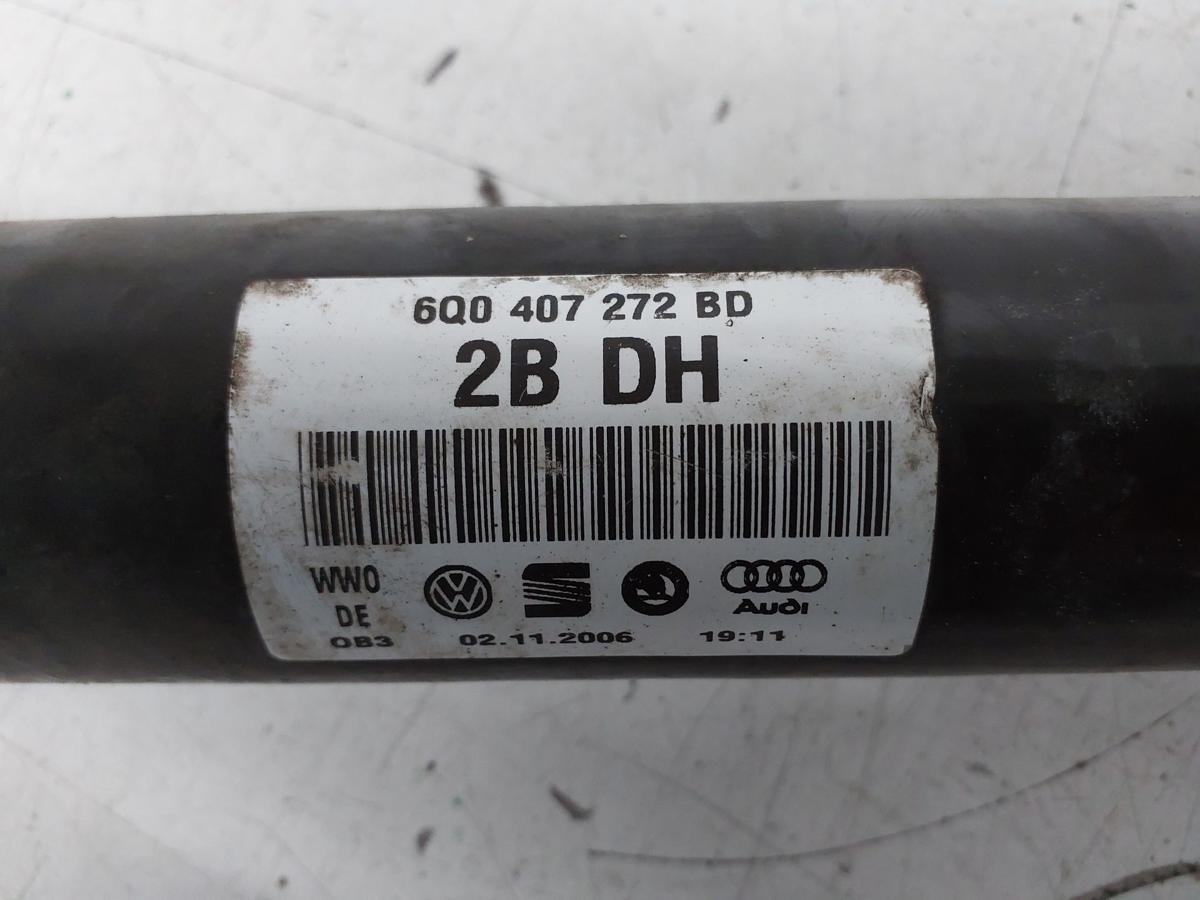 6Q0 407 272 BD
2B DH
WWO
DE
OB3
Audi
02.11.2006 19:11